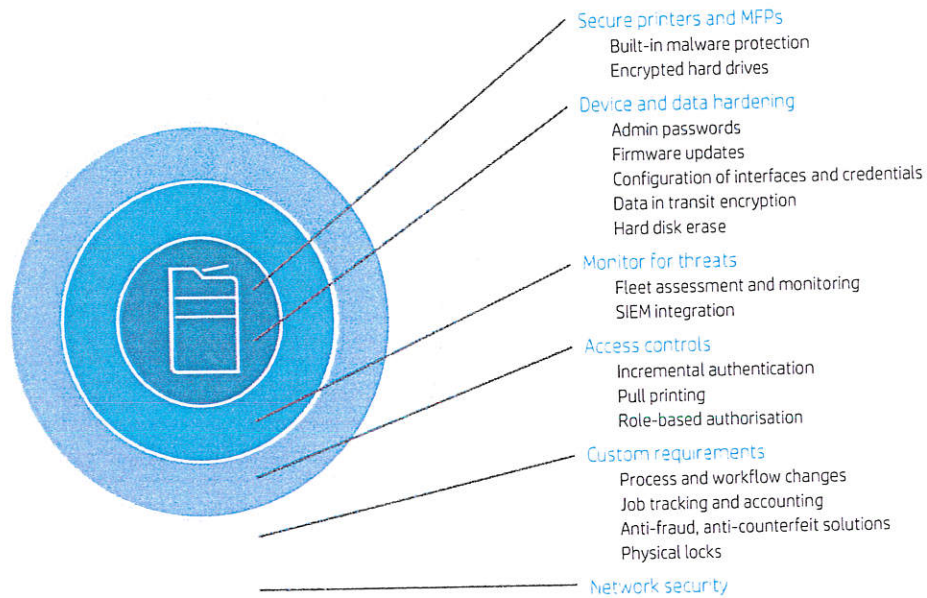 Secure printers and MFPs
Built-in malware protection
Encrypted hard drives
Device and data hardening
Admin passwords
Firmware updates
Configuration of interfaces and credentials
Data in transit encryption
Hard disk erase
Monitor for threats
Fleet assessment and monitoring
SIEM integration
Access controls
Incremental authentication
Pull printing
Role-based authorisation
Custom requirements
Process and workflow changes
Job tracking and accounting
Anti-fraud, anti-counterfeit solutions
Physical locks
Network security